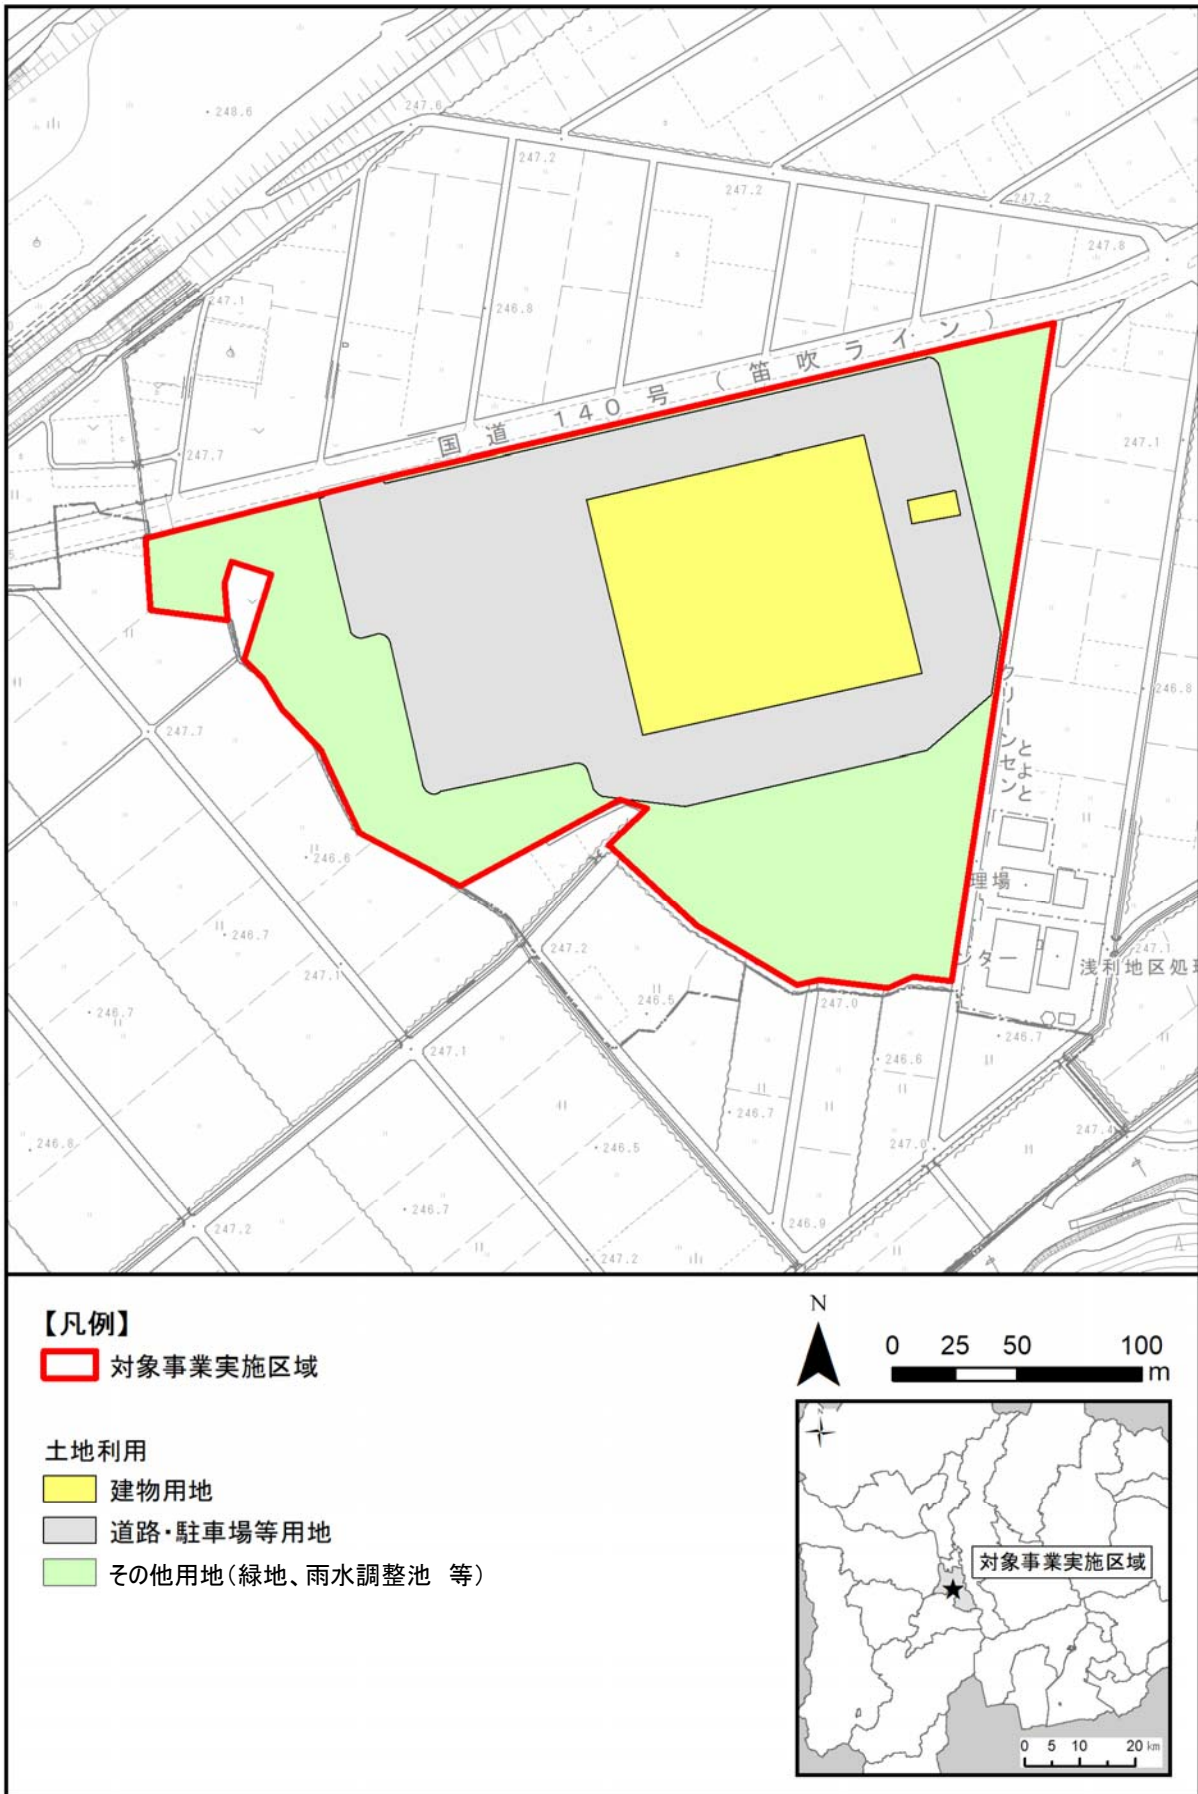 248.6
247.6
247.2
247.2
247.2
247.8
247.1
246.8
国道 140号（笛吹ライン）
247.7
247.1
246.8
247.7
クリーンセン
とよと
246.6
理場
246.7
247.2
247.1
ンター
247.1
浅利地区処理
246.5
247.0
246.7
246.7
247.1
246.6
246.7
246.8
246.5
247.0
247.4
246.7
247.2
246.9
247.2
【凡例】
対象事業実施区域
土地利用
建物用地
道路・駐車場等用地
その他用地（緑地、雨水調整池 等）
N
0 25 50 100
m
N
対象事業実施区域
0 5 10 20 km